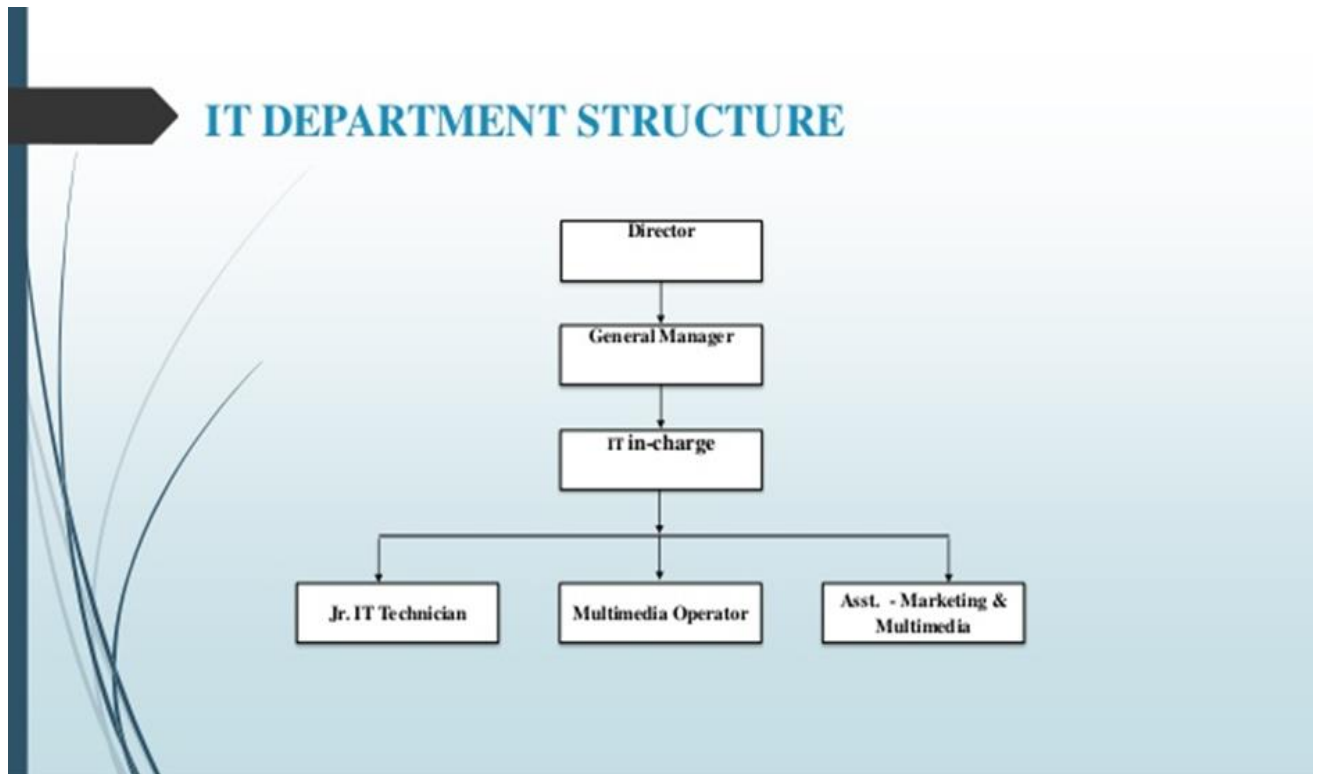 IT DEPARTMENT STRUCTURE
Director
General Manager
IT in-charge
Jr. IT Technician
Multimedia Operator
Asst. - Marketing &
Multimedia